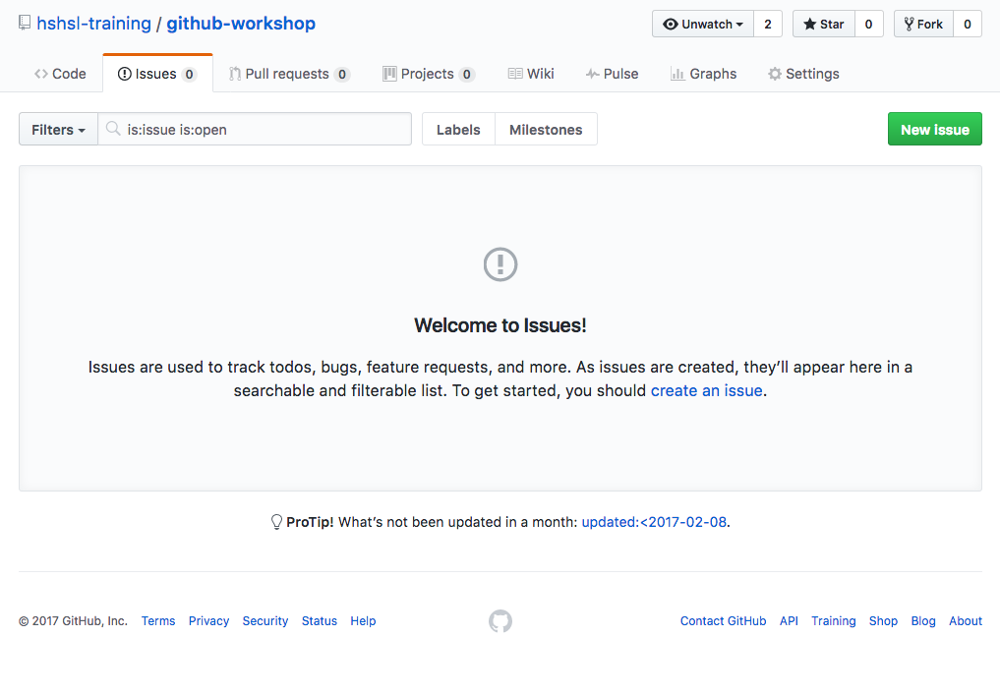 hshsl-training / github-workshop Unwatch 2 Star 0 Fork 0
Code Issues 0 Pull requests 0 Projects 0 Wiki Pulse Graphs Settings
Filters is:issue is:open Labels Milestones New issue
Welcome to Issues!
Issues are used to track todos, bugs, feature requests, and more. As issues are created, they’ll appear here in a
searchable and filterable list. To get started, you should create an issue.
ProTip! What’s not been updated in a month: updated:<2017-02-08.
© 2017 GitHub, Inc. Terms Privacy Security Status Help Contact GitHub API Training Shop Blog About